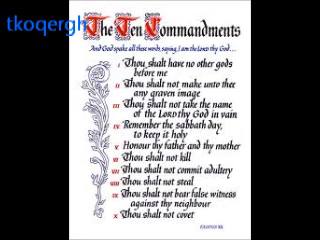 tkoqergh
The Ten Commandments
And God spake all these words, saying, I am the LORD thy God...
I Thou shalt have no other gods
before me
II Thou shalt not make unto thee
any graven image
III Thou shalt not take the name
of the LORD thy God in vain
IV Remember the sabbath day,
to keep it holy
V Honour thy father and thy mother
VI Thou shalt not kill
VII Thou shalt not commit adultery
VIII Thou shalt not steal
IX Thou shalt not bear false witness
against thy neighbour
X Thou shalt not covet